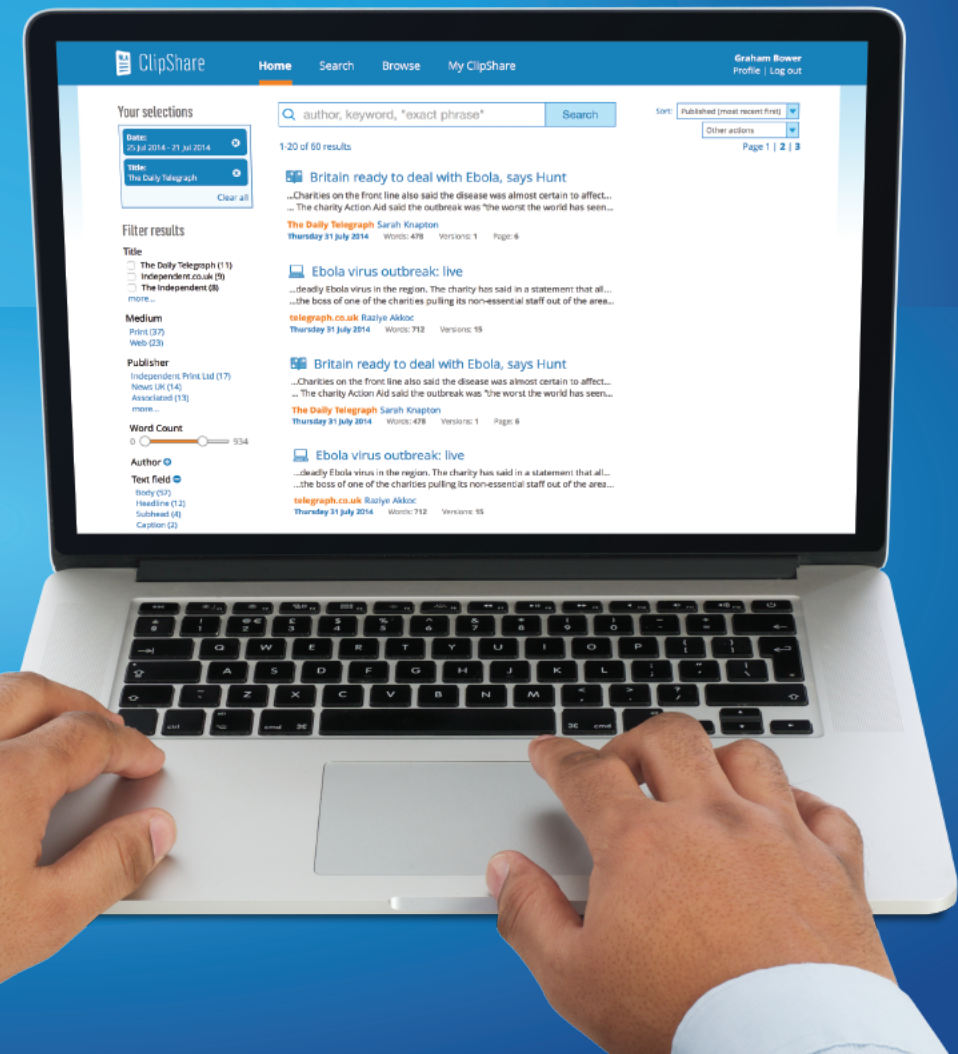 ClipShare
Home Search Browse My ClipShare
Graham Bower
Profile | Log out
Your selections
Date:
25 Jul 2014 - 21 Jul 2014
Title:
The Daily Telegraph
Clear all
Filter results
Title
The Daily Telegraph (11)
Independent.co.uk (9)
The Independent (8)
more...
Medium
Print (37)
Web (23)
Publisher
Independent Print Ltd (17)
News UK (14)
Associated (13)
more...
Word Count
0 934
Author
Text field
Body (57)
Headline (12)
Subhead (4)
Caption (2)
author, keyword, "exact phrase" Search
Sort: Published (most recent first)
Other actions
1-20 of 60 results
Page 1 | 2 | 3
Britain ready to deal with Ebola, says Hunt
...Charities on the front line also said the disease was almost certain to affect...
... The charity Action Aid said the outbreak was "the worst the world has seen...
The Daily Telegraph Sarah Knapton
Thursday 31 July 2014 Words: 478 Versions: 1 Page: 6
Ebola virus outbreak: live
...deadly Ebola virus in the region. The charity has said in a statement that all...
...the boss of one of the charities pulling its non-essential staff out of the area...
telegraph.co.uk Raziye Akkoc
Thursday 31 July 2014 Words: 712 Versions: 15
Britain ready to deal with Ebola, says Hunt
...Charities on the front line also said the disease was almost certain to affect...
... The charity Action Aid said the outbreak was "the worst the world has seen...
The Daily Telegraph Sarah Knapton
Thursday 31 July 2014 Words: 478 Versions: 1 Page: 6
Ebola virus outbreak: live
...deadly Ebola virus in the region. The charity has said in a statement that all...
...the boss of one of the charities pulling its non-essential staff out of the area...
telegraph.co.uk Raziye Akkoc
Thursday 31 July 2014 Words: 712 Versions: 15
1 2 3 4 5 6 7 8 9 0
Q W E R T Y U I O P
A S D F G H J K L
Z X C V B N M
ctrl cmd ⌘ ⌘ cmd